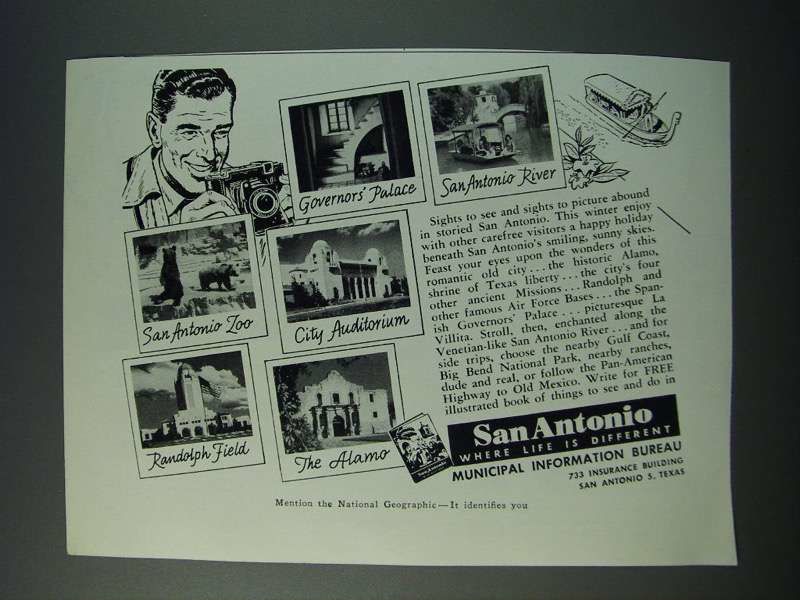 Governors' Palace
San Antonio River
San Antonio Zoo
City Auditorium
Randolph Field
The Alamo
Sights to see and sights to picture abound
in storied San Antonio. This winter enjoy
with other carefree visitors a happy holiday
beneath San Antonio's smiling, sunny skies.
Feast your eyes upon the wonders of this
romantic old city . . . the historic Alamo,
shrine of Texas liberty . . . the city's four
other ancient Missions . . . Randolph and
other famous Air Force Bases . . . the Span-
ish Governors' Palace . . . picturesque La
Villita. Stroll, then, enchanted along the
Venetian-like San Antonio River . . . and for
side trips, choose the nearby Gulf Coast,
Big Bend National Park, nearby ranches,
dude and real, or follow the Pan-American
Highway to Old Mexico. Write for FREE
illustrated book of things to see and do in
San Antonio
WHERE LIFE IS DIFFERENT
MUNICIPAL INFORMATION BUREAU
733 INSURANCE BUILDING
SAN ANTONIO 5, TEXAS
Mention the National Geographic—It identifies you